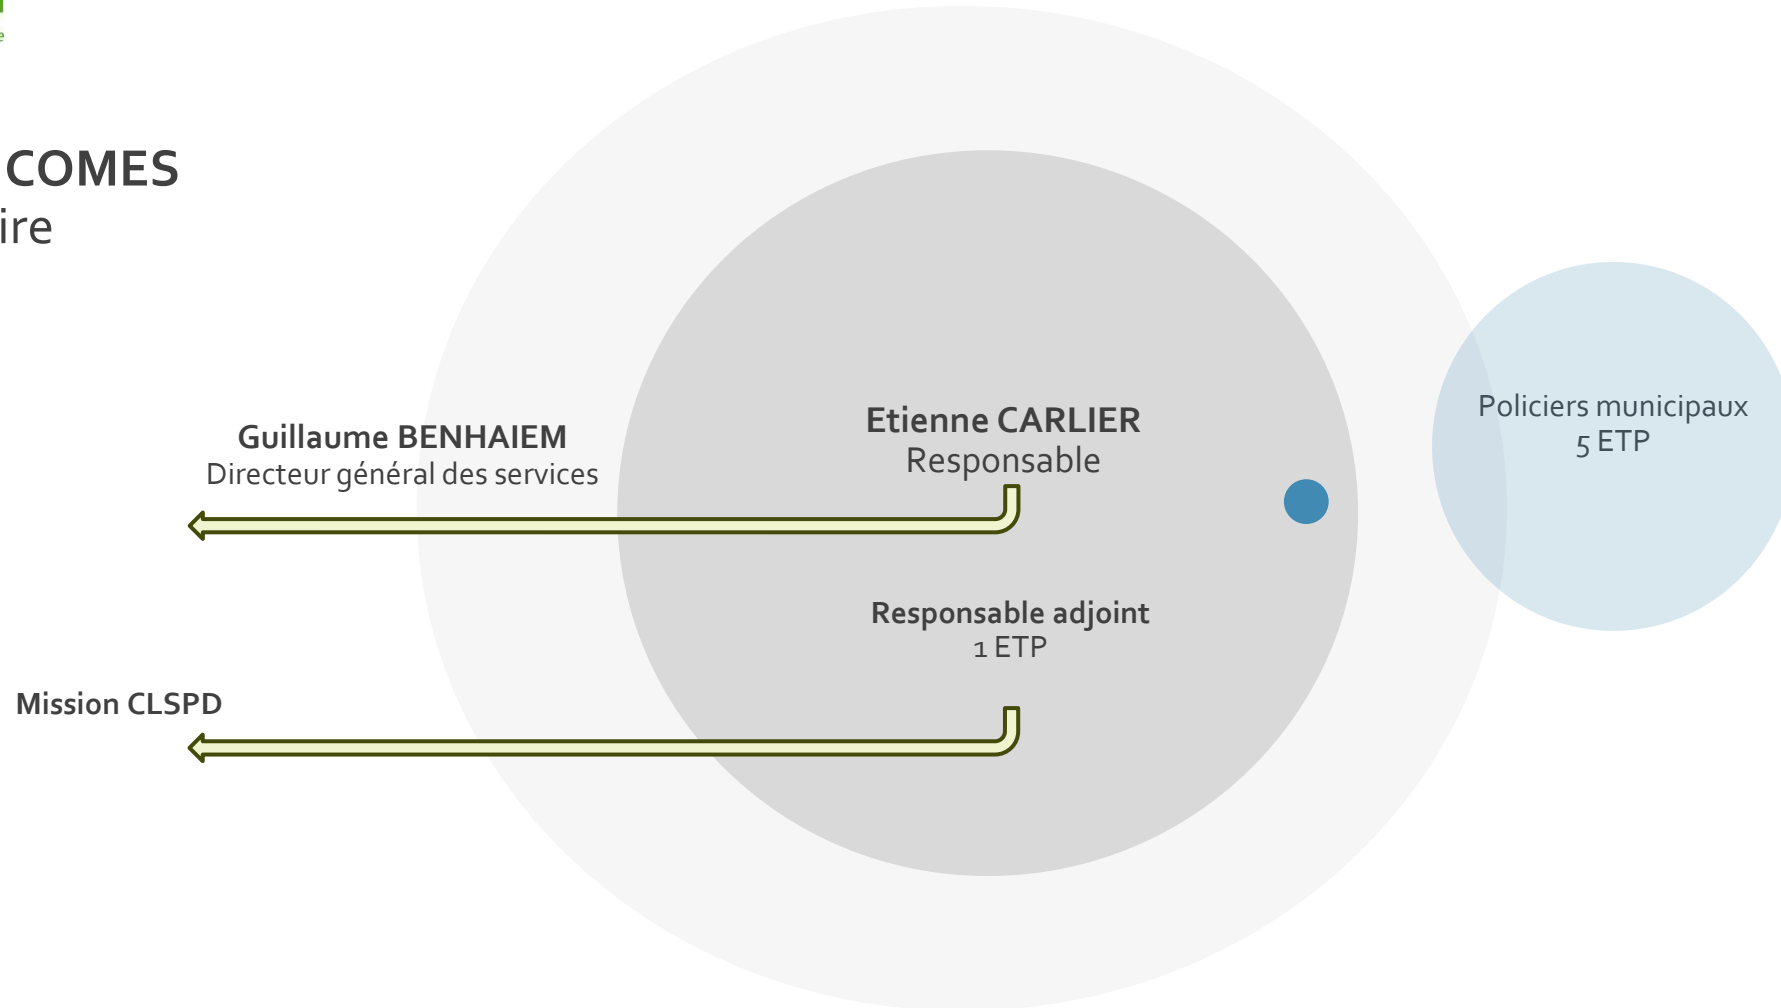 COMES
ire
Guillaume BENHAIEM
Directeur général des services
Etienne CARLIER
Responsable
Policiers municipaux
5 ETP
Responsable adjoint
1 ETP
Mission CLSPD